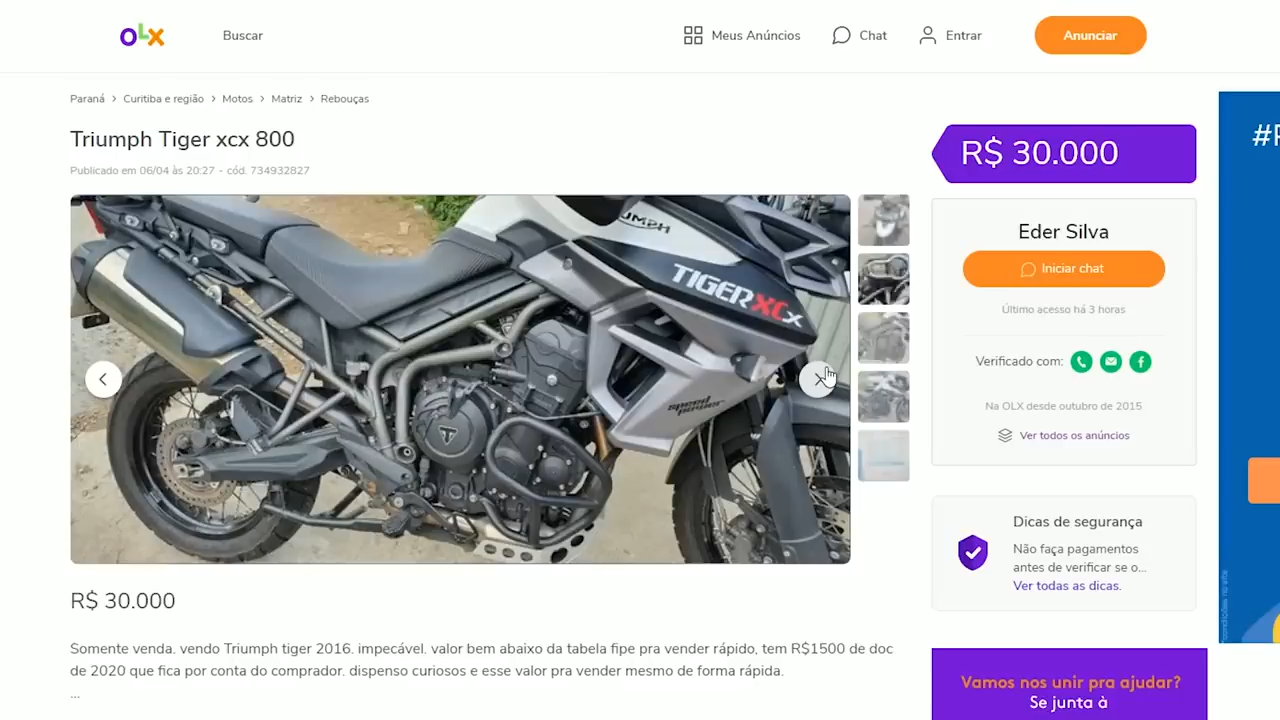 OLX
Buscar
Meus Anúncios
Chat
Entrar
Anunciar
Paraná > Curitiba e região > Motos > Matriz > Rebouças
Triumph Tiger xcx 800
Publicado em 06/04 às 20:27 - cód. 734932827
R$ 30.000
TIGER XCx
speed power
Eder Silva
Iniciar chat
Último acesso há 3 horas
Verificado com:
Na OLX desde outubro de 2015
Ver todos os anúncios
Dicas de segurança
Não faça pagamentos
antes de verificar se o...
Ver todas as dicas.
R$ 30.000
Somente venda. vendo Triumph tiger 2016. impecável. valor bem abaixo da tabela fipe pra vender rápido, tem R$1500 de doc
de 2020 que fica por conta do comprador. dispenso curiosos e esse valor pra vender mesmo de forma rápida.
...
Vamos nos unir pra ajudar?
Se junta à